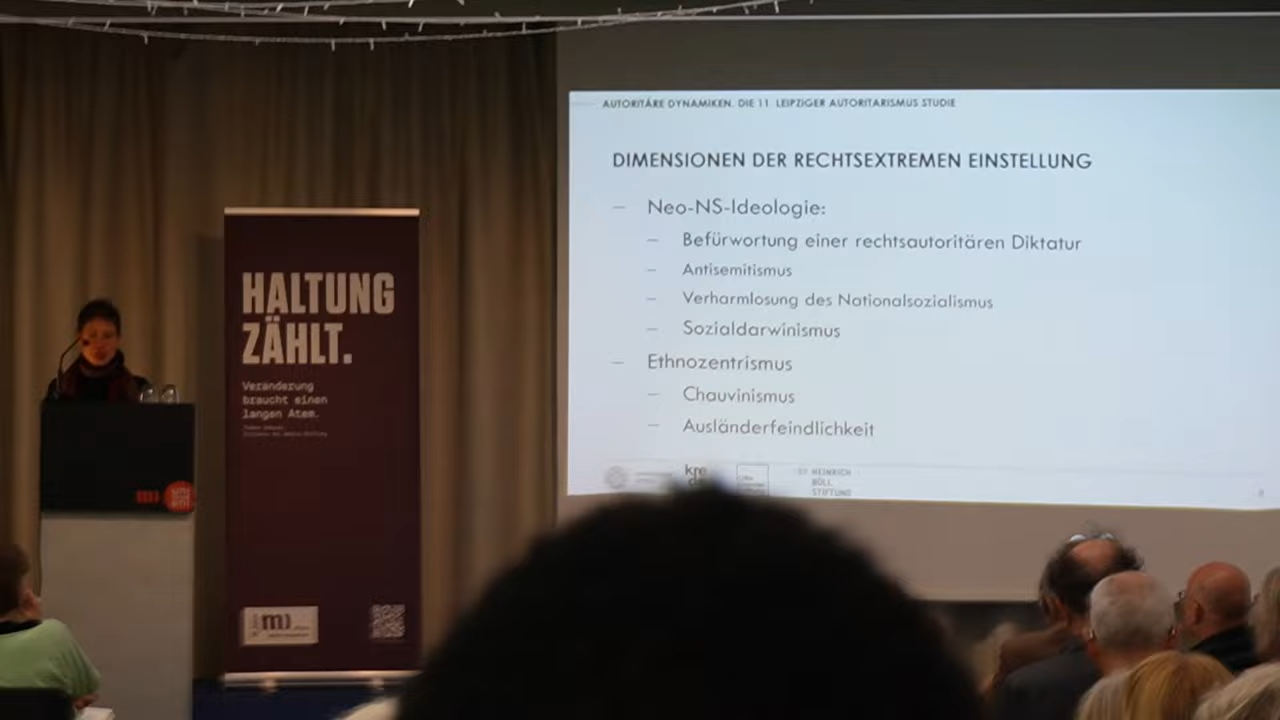 HALTUNG
ZÄHLT.
Veränderung
braucht einen
langen Atem.
m)
AUTORITÄRE DYNAMIKEN. DIE 11. LEIPZIGER AUTORITARISMUS STUDIE
DIMENSIONEN DER RECHTSEXTREMEN EINSTELLUNG
– Neo-NS-Ideologie:
– Befürwortung einer rechtsautoritären Diktatur
– Antisemitismus
– Verharmlosung des Nationalsozialismus
– Sozialdarwinismus
– Ethnozentrismus
– Chauvinismus
– Ausländerfeindlichkeit
HEINRICH
BÖLL
STIFTUNG